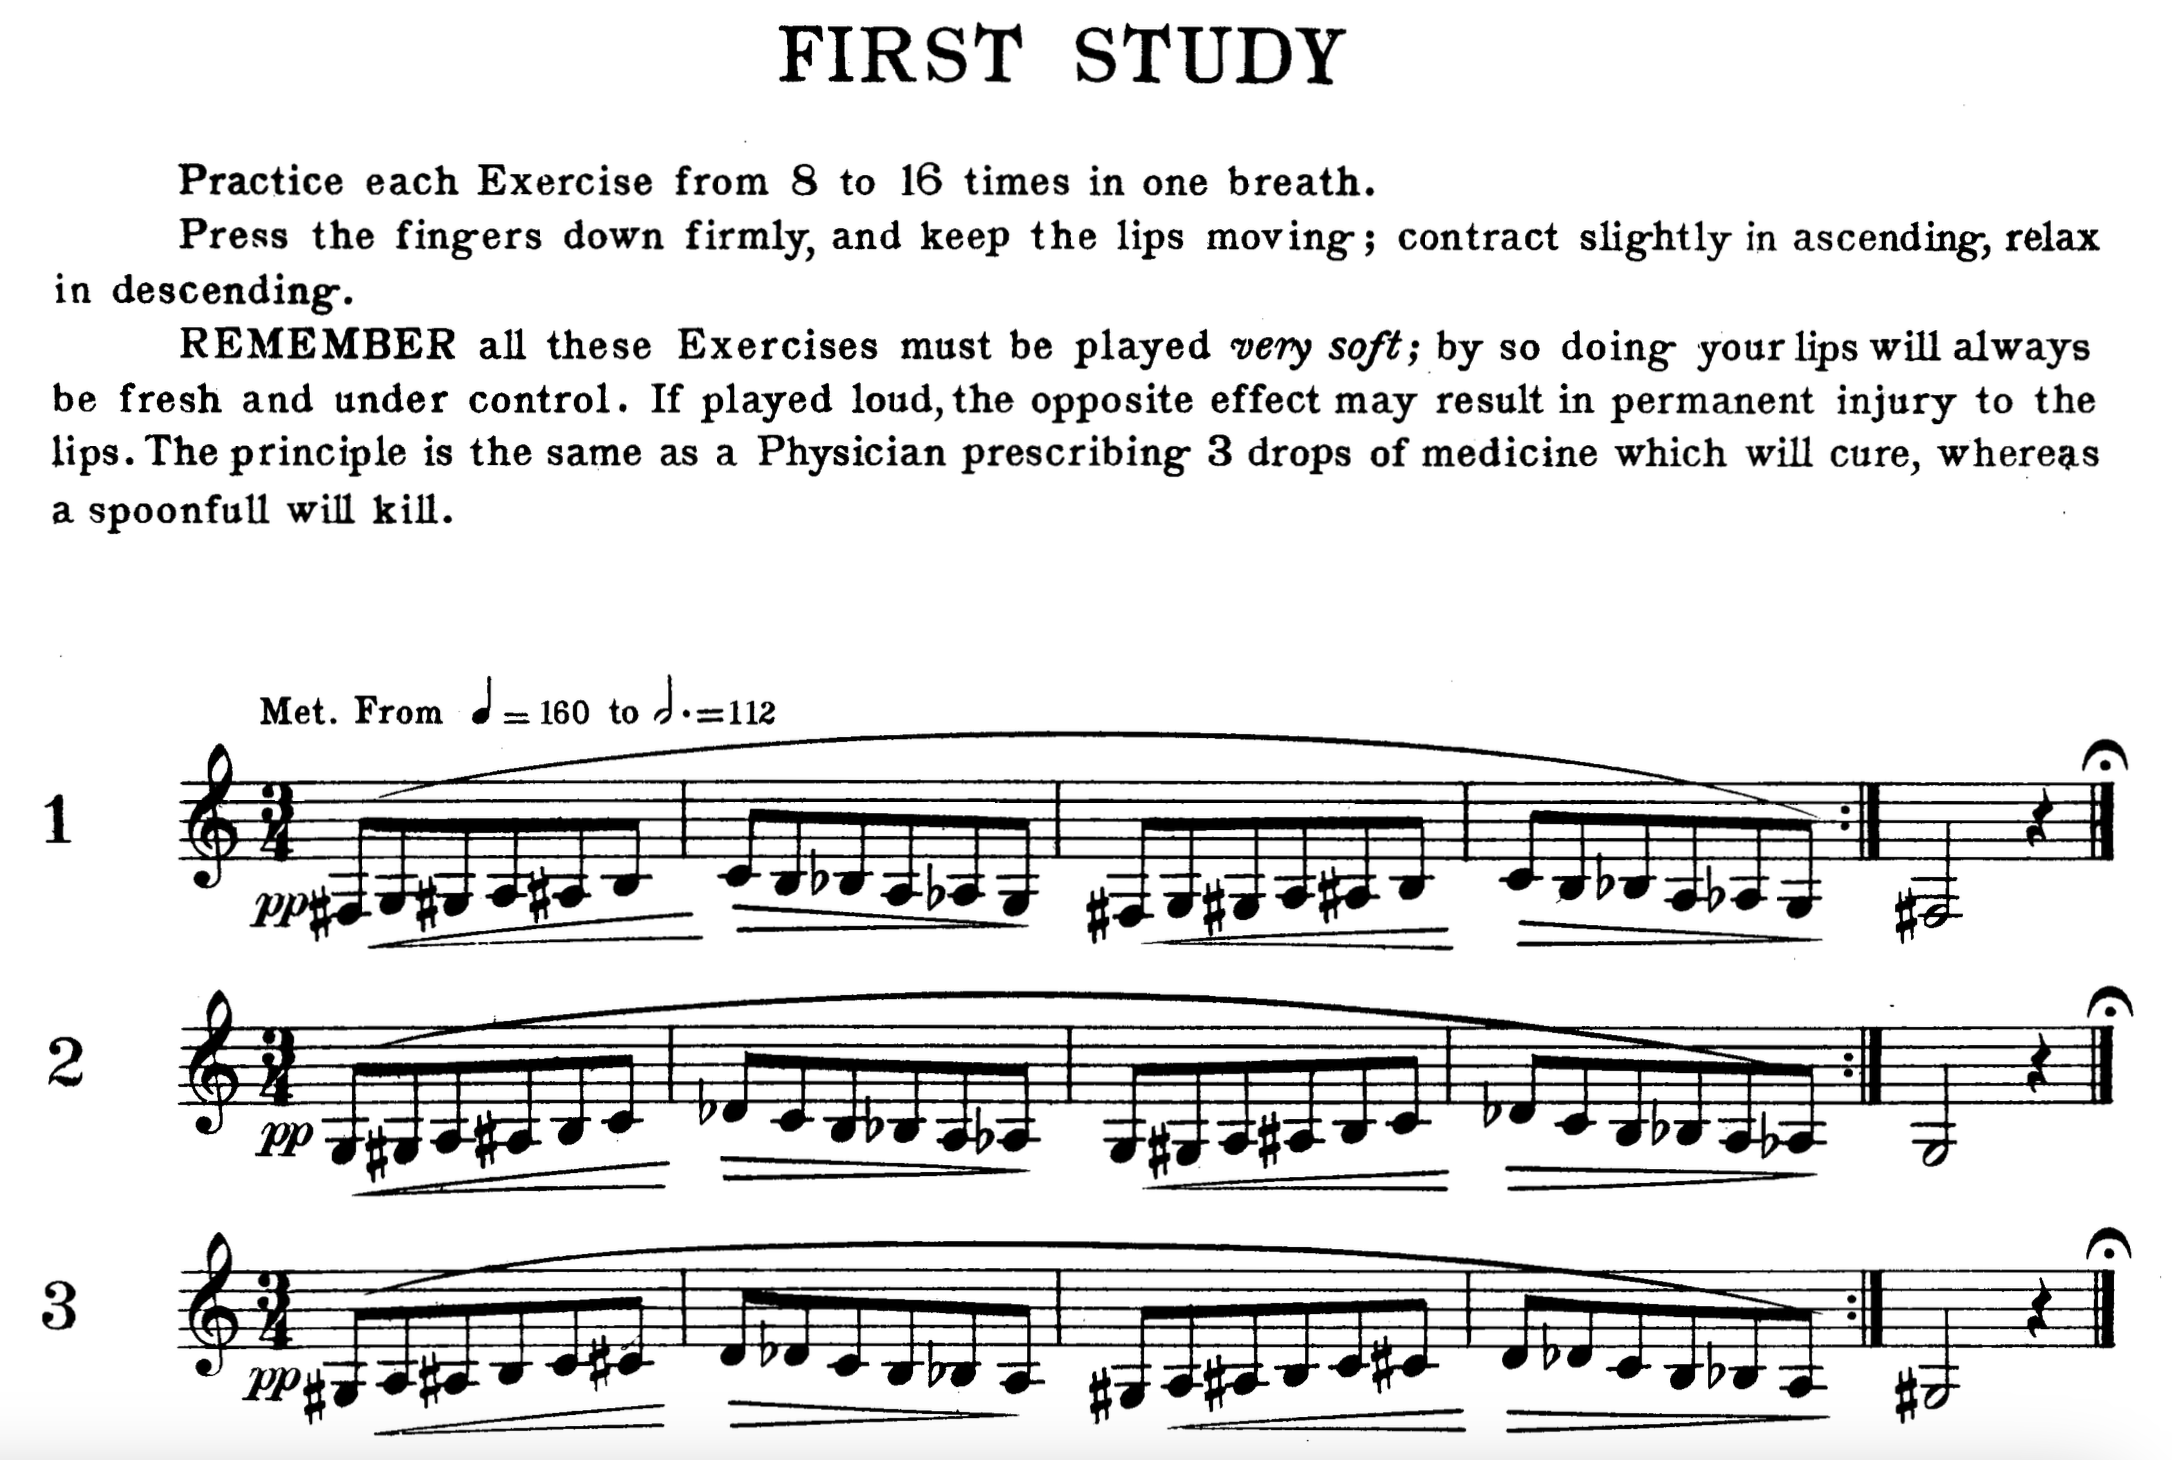 FIRST STUDY
Practice each Exercise from 8 to 16 times in one breath.
Press the fingers down firmly, and keep the lips moving; contract slightly in ascending, relax
in descending.
REMEMBER all these Exercises must be played very soft; by so doing your lips will always
be fresh and under control. If played loud, the opposite effect may result in permanent injury to the
lips. The principle is the same as a Physician prescribing 3 drops of medicine which will cure, whereas
a spoonfull will kill.
Met. From ♩ = 160 to 𝅗𝅥. = 112
1
3
4
pp
2
3
4
pp
3
3
4
pp